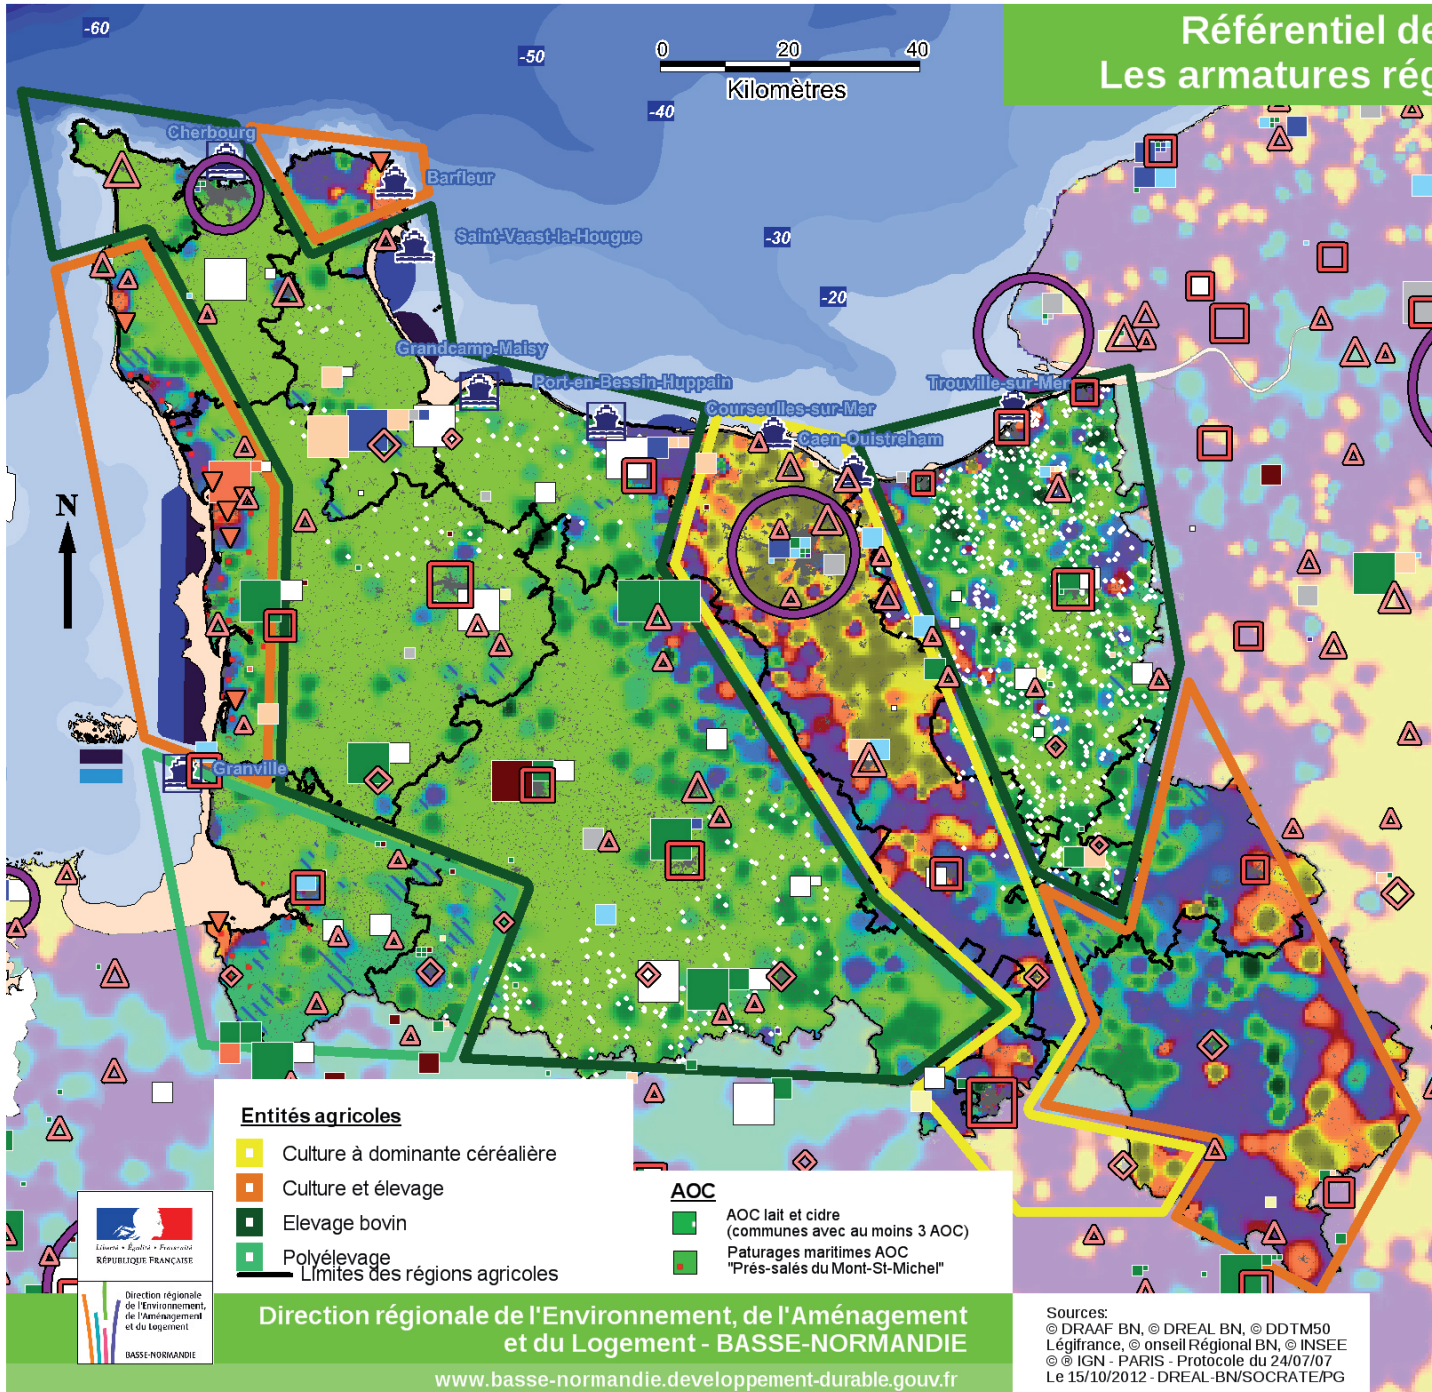 Référentiel de
Les armatures rég
-60
-50
-40
-30
-20
0 20 40
Kilomètres
Cherbourg
Barfleur
Saint-Vaast-la-Hougue
Grandcamp-Maisy
Port-en-Bessin-Huppain
Courseulles-sur-Mer
Caen-Ouistreham
Trouville-sur-Mer
N
Granville
Entités agricoles
Culture à dominante céréalière
Culture et élevage
Elevage bovin
Polyélevage
Limites des régions agricoles
AOC
AOC lait et cidre
(communes avec au moins 3 AOC)
Paturages maritimes AOC
"Prés-salés du Mont-St-Michel"
Liberté • Égalité • Fraternité
RÉPUBLIQUE FRANÇAISE
Direction régionale
de l'Environnement,
de l'Aménagement
et du Logement
BASSE-NORMANDIE
Direction régionale de l'Environnement, de l'Aménagement
et du Logement - BASSE-NORMANDIE
www.basse-normandie.developpement-durable.gouv.fr
Sources:
© DRAAF BN, © DREAL BN, © DDTM50
Légifrance, © onseil Régional BN, © INSEE
© ® IGN - PARIS - Protocole du 24/07/07
Le 15/10/2012 - DREAL-BN/SOCRATE/PG